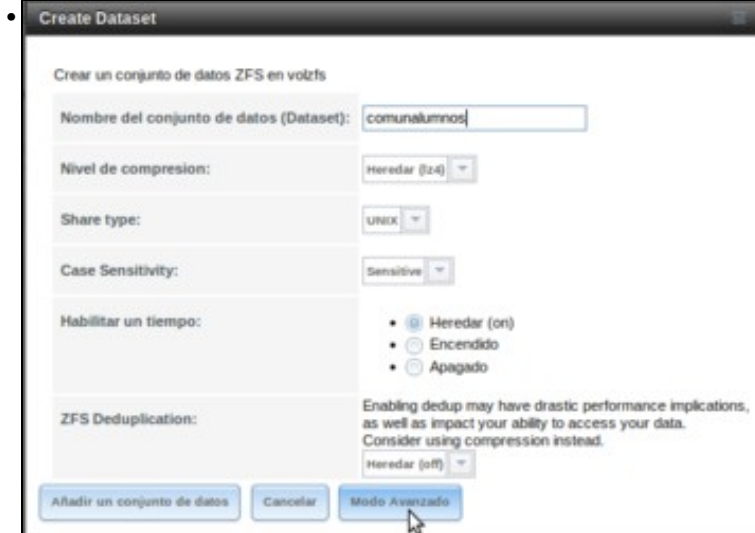 Create Dataset
Crear un conjunto de datos ZFS en volzfs
Nombre del conjunto de datos (Dataset): comunalumnos
Nivel de compresion: Heredar (lz4)
Share type: UNIX
Case Sensitivity: Sensitive
Habilitar un tiempo: Heredar (on)
Encendido
Apagado
ZFS Deduplication: Enabling dedup may have drastic performance implications,
as well as impact your ability to access your data.
Consider using compression instead.
Heredar (off)
Añadir un conjunto de datos Cancelar Modo Avanzado